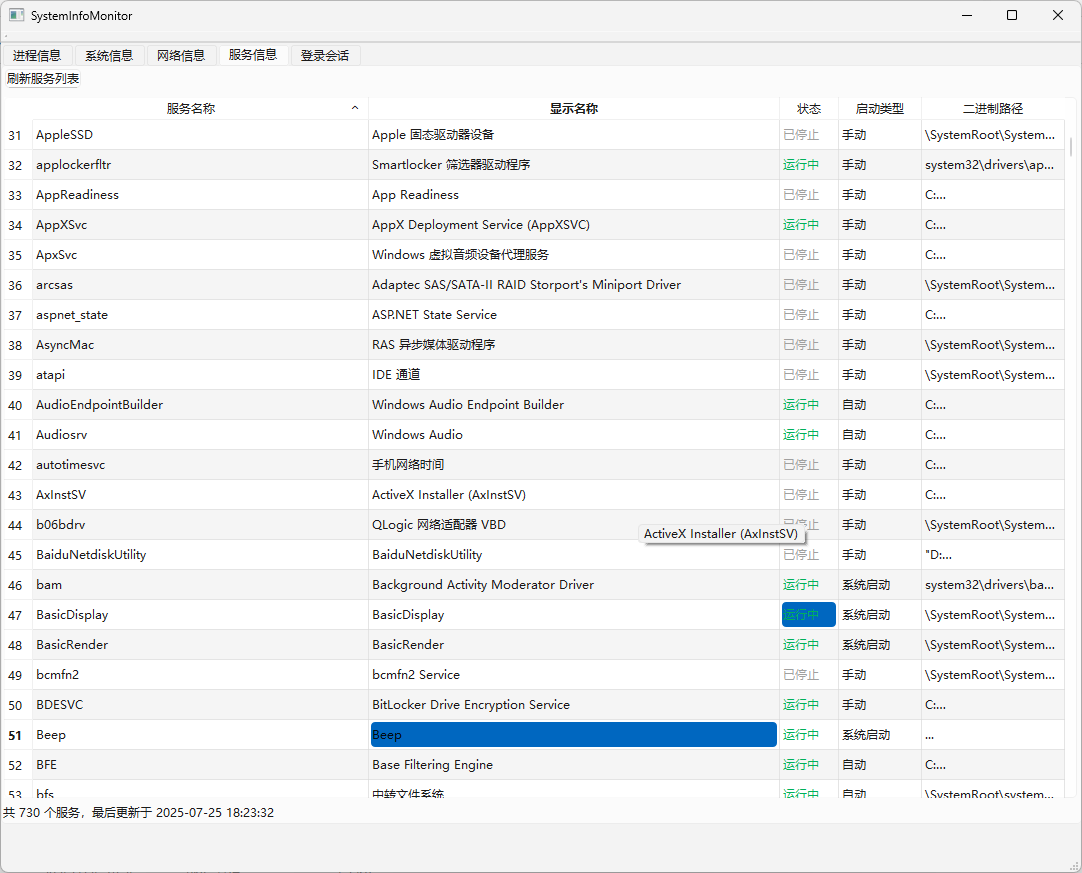 SystemInfoMonitor
进程信息 系统信息 网络信息 服务信息 登录会话
刷新服务列表
服务名称 显示名称 状态 启动类型 二进制路径
31 AppleSSD Apple 固态驱动器设备 已停止 手动 \SystemRoot\System...
32 applockerfltr Smartlocker 筛选器驱动程序 运行中 手动 system32\drivers\ap...
33 AppReadiness App Readiness 已停止 手动 C:...
34 AppXSvc AppX Deployment Service (AppXSVC) 运行中 手动 C:...
35 ApxSvc Windows 虚拟音频设备代理服务 已停止 手动 C:...
36 arcsas Adaptec SAS/SATA-II RAID Storport's Miniport Driver 已停止 手动 \SystemRoot\System...
37 aspnet_state ASP.NET State Service 已停止 手动 C:...
38 AsyncMac RAS 异步媒体驱动程序 已停止 手动 \SystemRoot\System...
39 atapi IDE 通道 已停止 手动 \SystemRoot\System...
40 AudioEndpointBuilder Windows Audio Endpoint Builder 运行中 自动 C:...
41 Audiosrv Windows Audio 运行中 自动 C:...
42 autotimesvc 手机网络时间 已停止 手动 C:...
43 AxInstSV ActiveX Installer (AxInstSV) 已停止 手动 C:...
44 b06bdrv QLogic 网络适配器 VBD 已停止 手动 \SystemRoot\System...
ActiveX Installer (AxInstSV)
45 BaiduNetdiskUtility BaiduNetdiskUtility 已停止 手动 "D:...
46 bam Background Activity Moderator Driver 运行中 系统启动 system32\drivers\ba...
47 BasicDisplay BasicDisplay 运行中 系统启动 \SystemRoot\System...
48 BasicRender BasicRender 运行中 系统启动 \SystemRoot\System...
49 bcmfn2 bcmfn2 Service 已停止 手动 \SystemRoot\System...
50 BDESVC BitLocker Drive Encryption Service 运行中 手动 C:...
51 Beep Beep 运行中 系统启动 ...
52 BFE Base Filtering Engine 运行中 自动 C:...
53 bfs 中转文件系统 运行中 自动 \SystemRoot\system...
共 730 个服务，最后更新于 2025-07-25 18:23:32